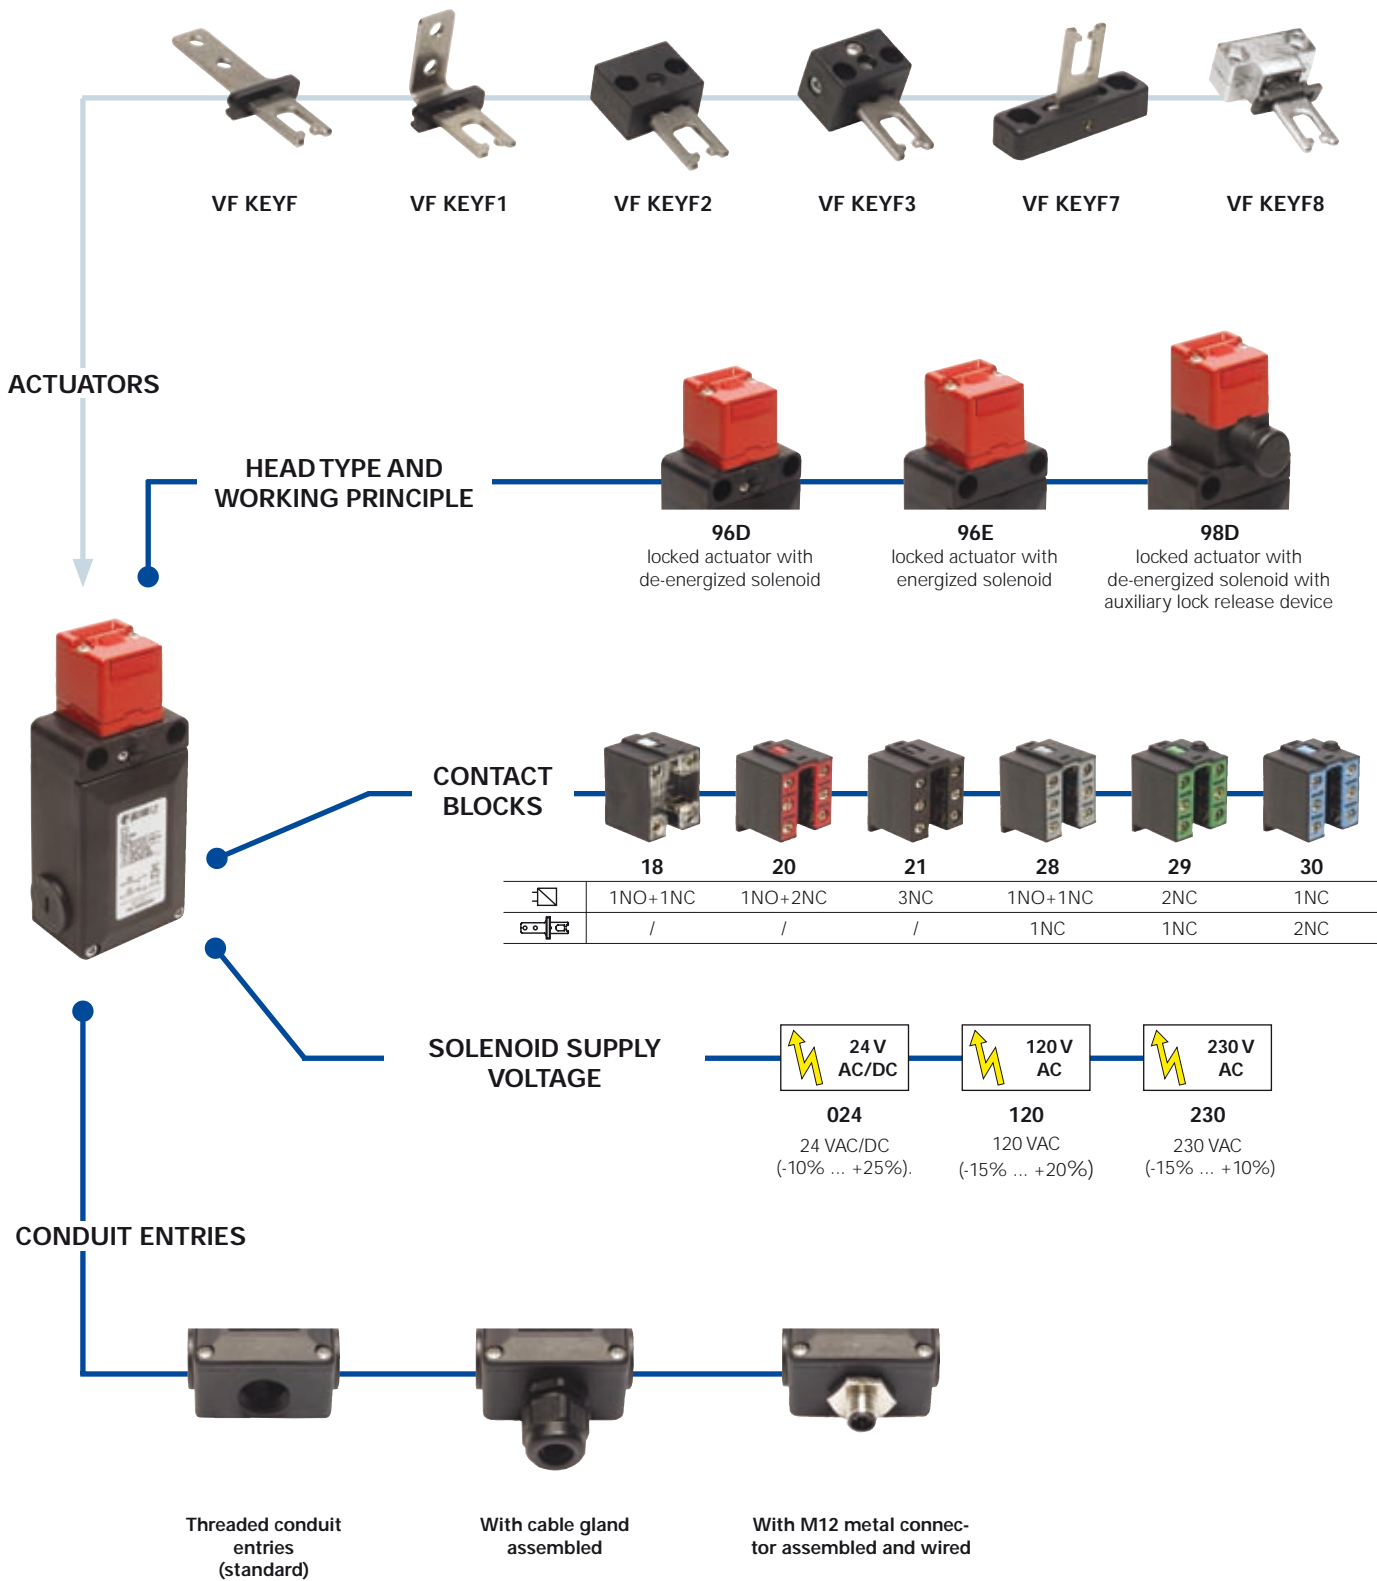 VF KEYF
VF KEYF1
VF KEYF2
VF KEYF3
VF KEYF7
VF KEYF8
ACTUATORS
HEAD TYPE AND
WORKING PRINCIPLE
96D
locked actuator with
de-energized solenoid
96E
locked actuator with
energized solenoid
98D
locked actuator with
de-energized solenoid with
auxiliary lock release device
CONTACT
BLOCKS
18 20 21 28 29 30
1NO+1NC 1NO+2NC 3NC 1NO+1NC 2NC 1NC
/ / / 1NC 1NC 2NC
SOLENOID SUPPLY
VOLTAGE
24 V
AC/DC
120 V
AC
230 V
AC
024
24 VAC/DC
(-10% ... +25%).
120
120 VAC
(-15% ... +20%)
230
230 VAC
(-15% ... +10%)
CONDUIT ENTRIES
Threaded conduit
entries
(standard)
With cable gland
assembled
With M12 metal connec-
tor assembled and wired